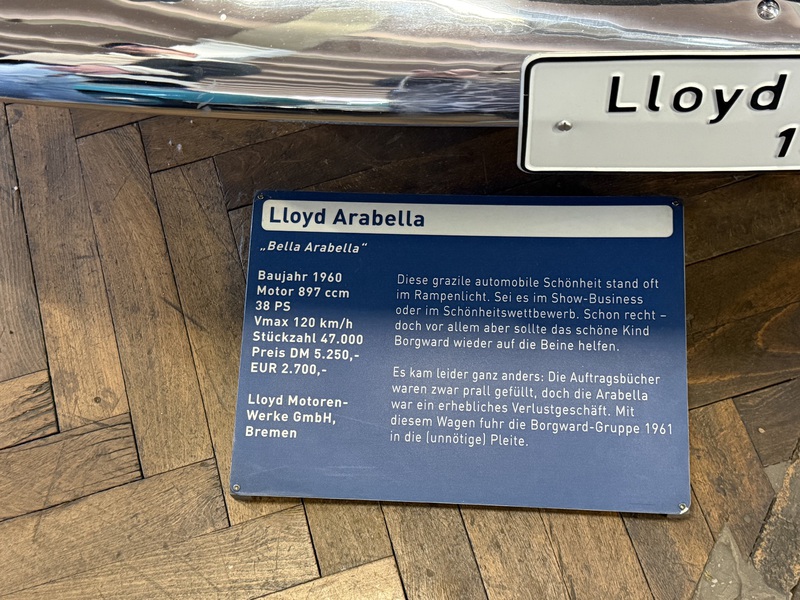 Lloyd
1
Lloyd Arabella
„Bella Arabella“
Baujahr 1960
Motor 897 ccm
38 PS
Vmax 120 km/h
Stückzahl 47.000
Preis DM 5.250,-
EUR 2.700,-
Lloyd Motoren-
Werke GmbH,
Bremen
Diese grazile automobile Schönheit stand oft
im Rampenlicht. Sei es im Show-Business
oder im Schönheitswettbewerb. Schon recht –
doch vor allem aber sollte das schöne Kind
Borgward wieder auf die Beine helfen.
Es kam leider ganz anders: Die Auftragsbücher
waren zwar prall gefüllt, doch die Arabella
war ein erhebliches Verlustgeschäft. Mit
diesem Wagen fuhr die Borgward-Gruppe 1961
in die (unnötige) Pleite.